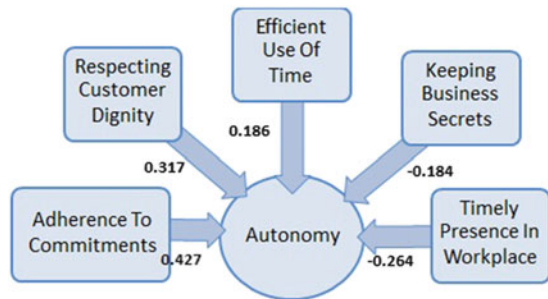 Efficient
Use Of
Time
Respecting
Customer
Dignity
Keeping
Business
Secrets
0.186
0.317
-0.184
Adherence To
Commitments
0.427
Autonomy
Timely
Presence In
Workplace
-0.264